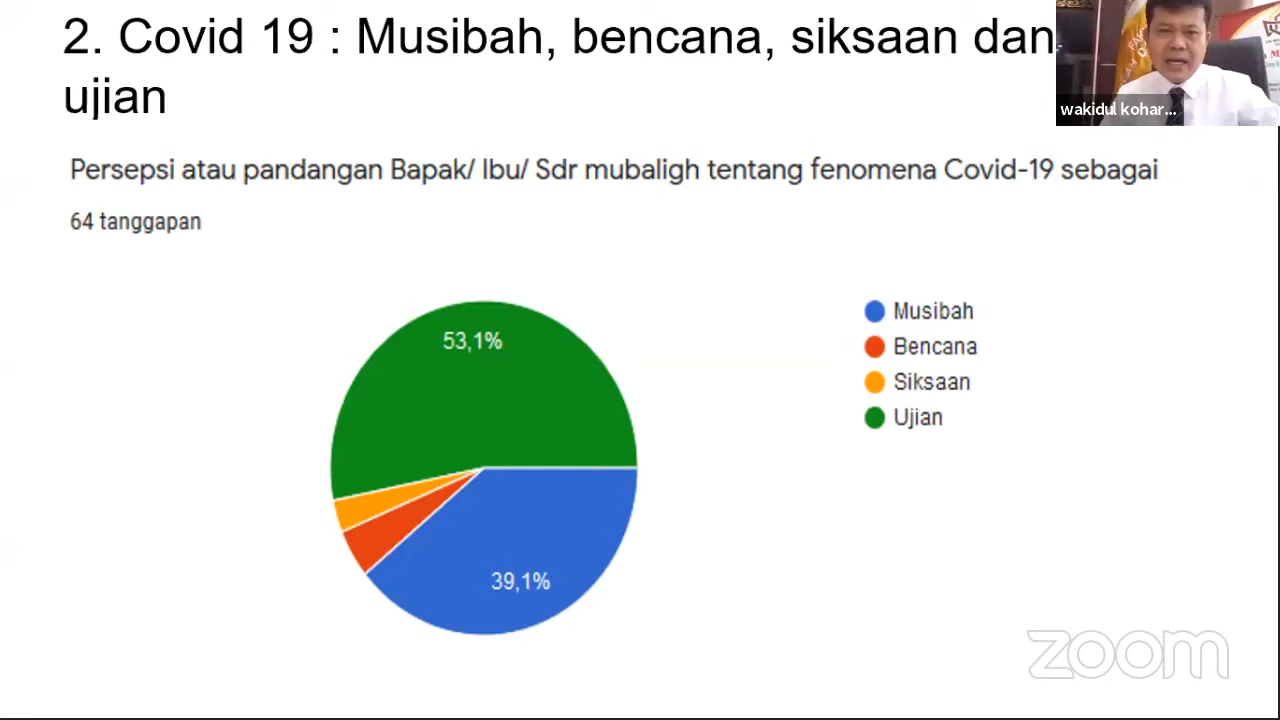 2. Covid 19 : Musibah, bencana, siksaan dan
ujian
wakidul kohar...
Persepsi atau pandangan Bapak/ Ibu/ Sdr mubaligh tentang fenomena Covid-19 sebagai
64 tanggapan
53,1%
39,1%
Musibah
Bencana
Siksaan
Ujian
zoom